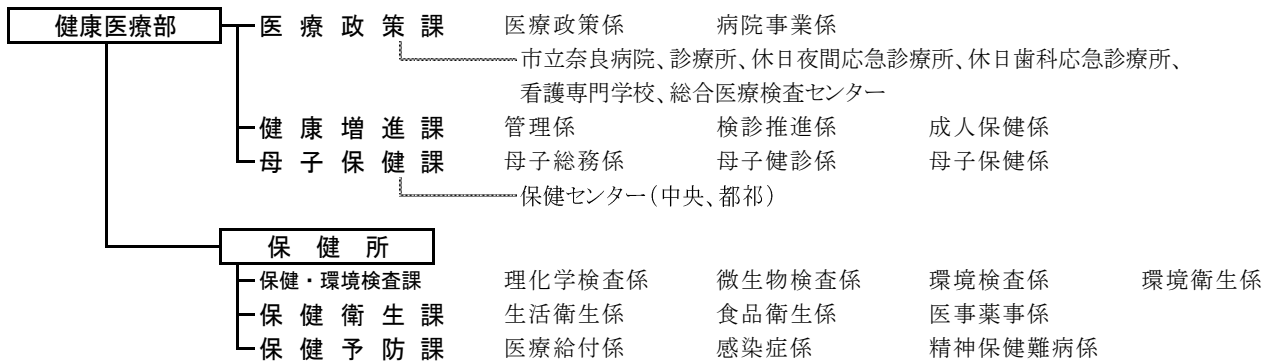 健康医療部 医療政策課 医療政策係 病院事業係
市立奈良病院、診療所、休日夜間応急診療所、休日歯科応急診療所、
看護専門学校、総合医療検査センター
健康増進課 管理係 検診推進係 成人保健係
母子保健課 母子総務係 母子健診係 母子保健係
保健センター（中央、都祁）
保健所
保健・環境検査課 理化学検査係 微生物検査係 環境検査係 環境衛生係
保健衛生課 生活衛生係 食品衛生係 医事薬事係
保健予防課 医療給付係 感染症係 精神保健難病係